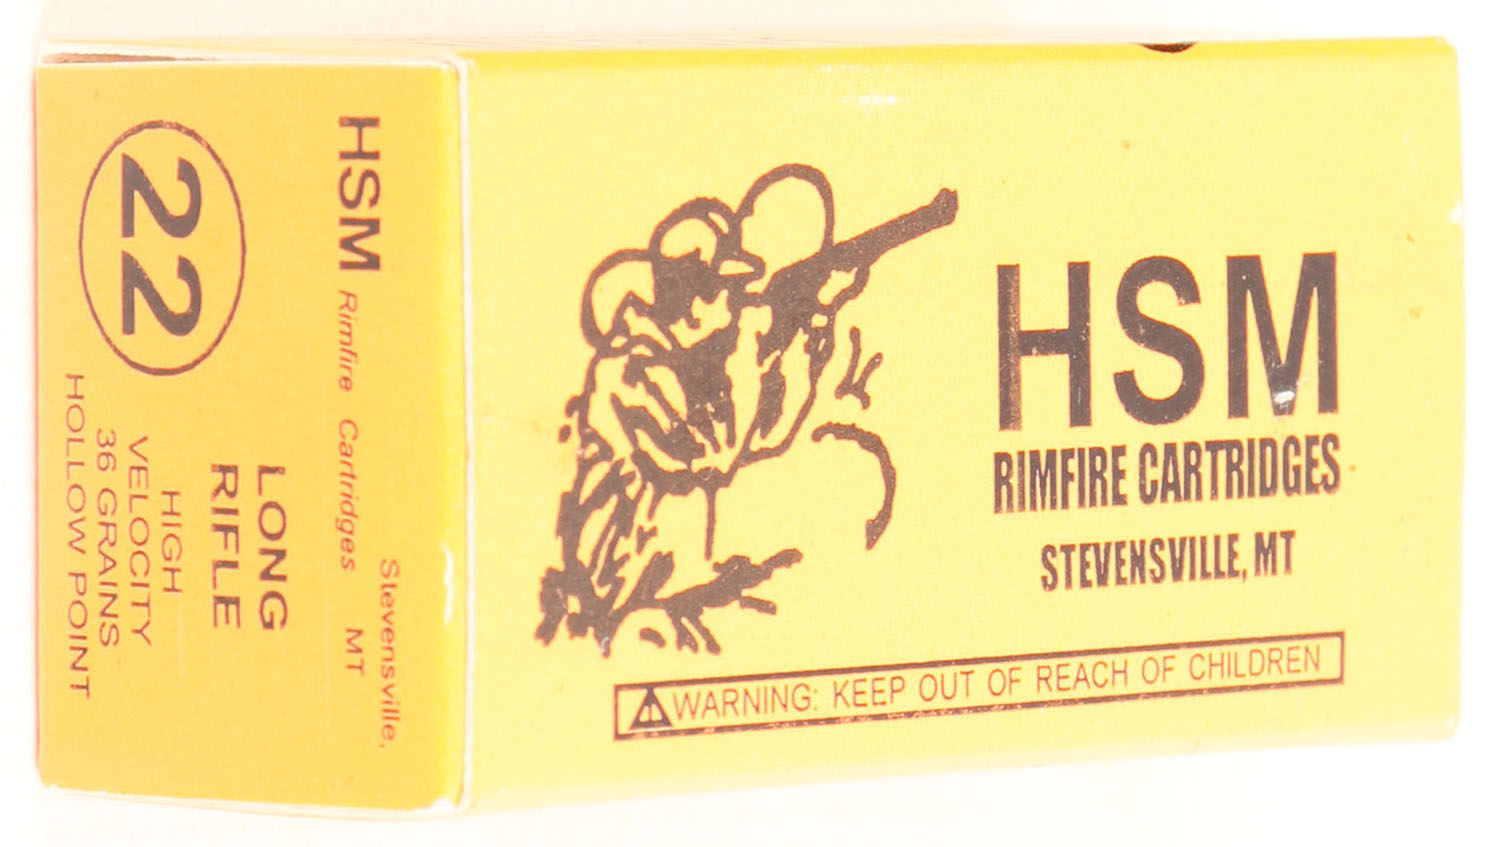 HSM
RIMFIRE CARTRIDGES
STEVENSVILLE, MT
WARNING: KEEP OUT OF REACH OF CHILDREN
HSM Rimfire Cartridges
Stevensville,
MT
22
LONG
RIFLE
HIGH
VELOCITY
36 GRAINS
HOLLOW POINT